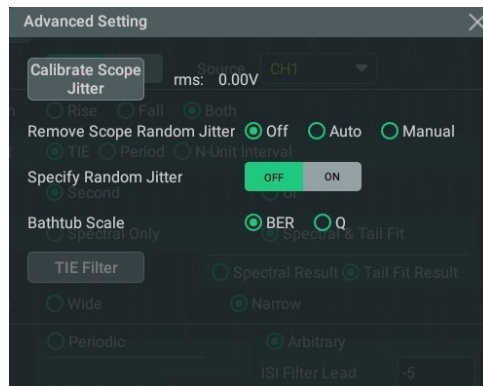 Advanced Setting
Calibrate Scope
Jitter
rms: 0.00V
Source CH1
Rise Fall Both
Remove Scope Random Jitter Off Auto Manual
TIE Period N-Unit Interval
Specify Random Jitter OFF ON
Second UI
Bathtub Scale BER Q
Spectral Only Spectral & Tail Fit
TIE Filter
Spectral Result Tail Fit Result
Wide Narrow
Periodic Arbitrary
ISI Filter Lead -5